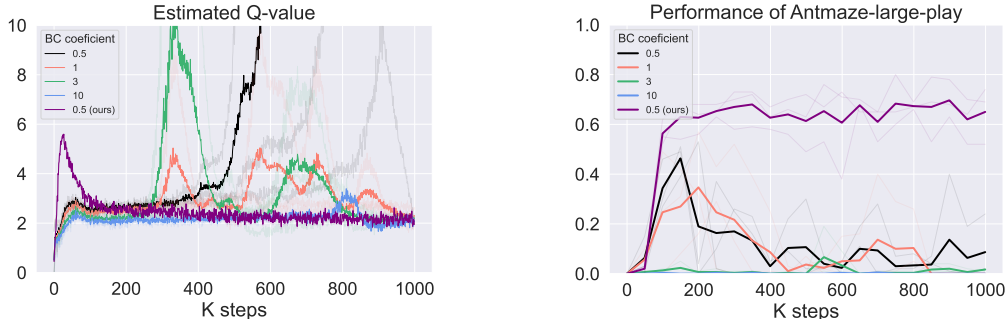 Estimated Q-value
10
8
6
4
2
0
BC coeficient
0.5
1
3
10
0.5 (ours)
0 200 400 600 800 1000
K steps
Performance of Antmaze-large-play
1.0
0.8
0.6
0.4
0.2
0.0
BC coeficient
0.5
1
3
10
0.5 (ours)
0 200 400 600 800 1000
K steps